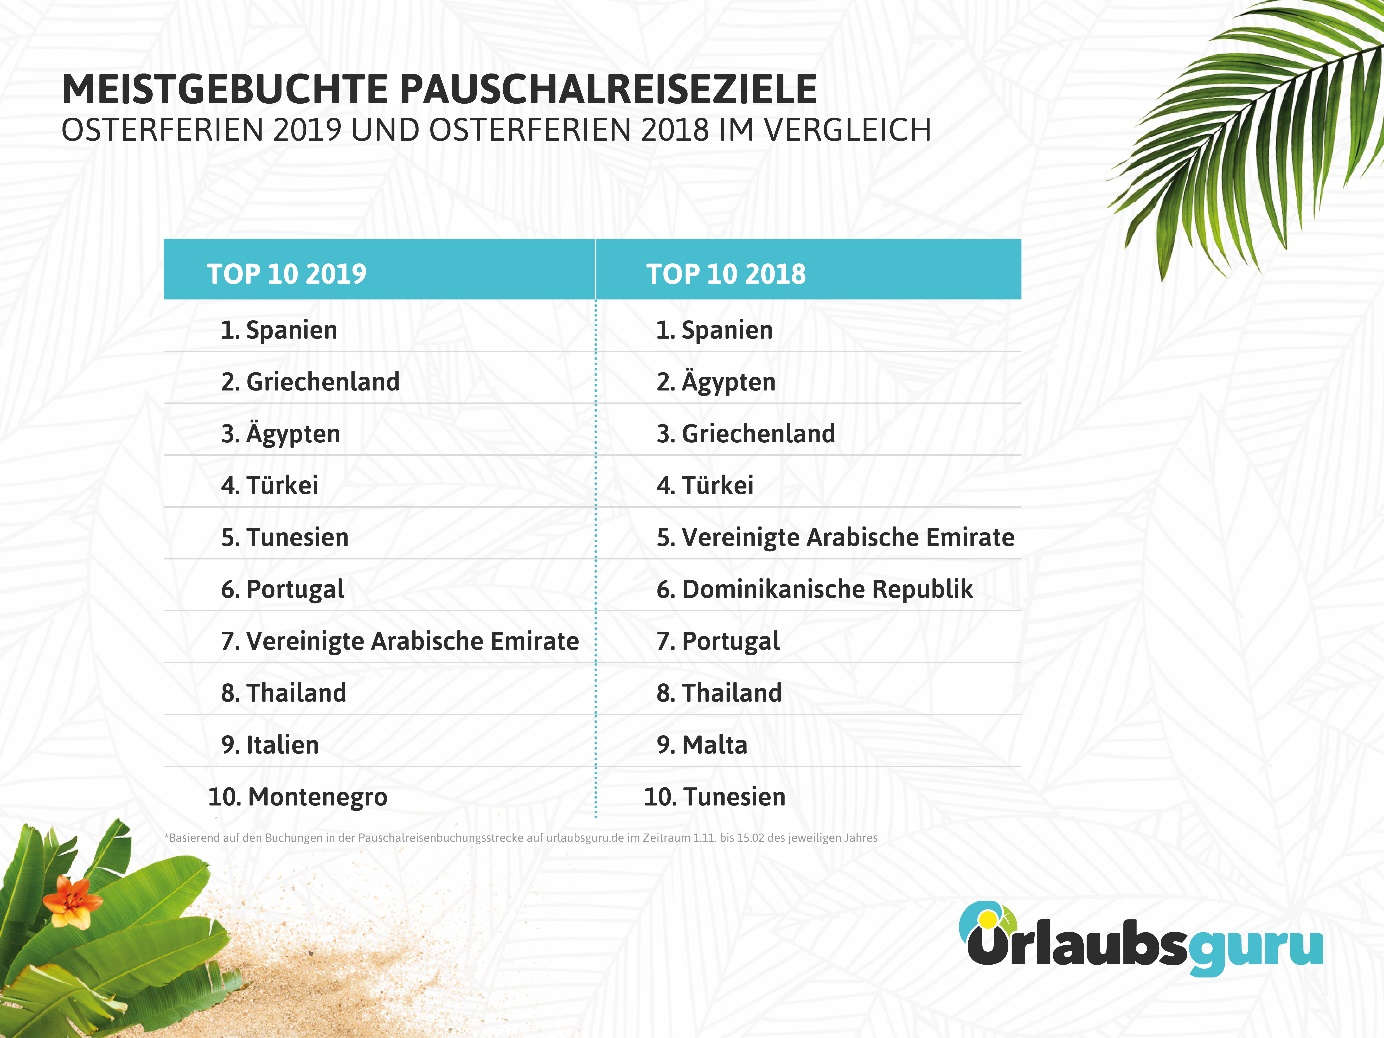 MEISTGEBUCHTE PAUSCHALREISEZIELE
OSTERFERIEN 2019 UND OSTERFERIEN 2018 IM VERGLEICH
TOP 10 2019 TOP 10 2018
1. Spanien 1. Spanien
2. Griechenland 2. Ägypten
3. Ägypten 3. Griechenland
4. Türkei 4. Türkei
5. Tunesien 5. Vereinigte Arabische Emirate
6. Portugal 6. Dominikanische Republik
7. Vereinigte Arabische Emirate 7. Portugal
8. Thailand 8. Thailand
9. Italien 9. Malta
10. Montenegro 10. Tunesien
*Basierend auf den Buchungen in der Pauschalreisenbuchungsstrecke auf urlaubsguru.de im Zeitraum 1.11. bis 15.02 des jeweiligen Jahres
Urlaubsguru